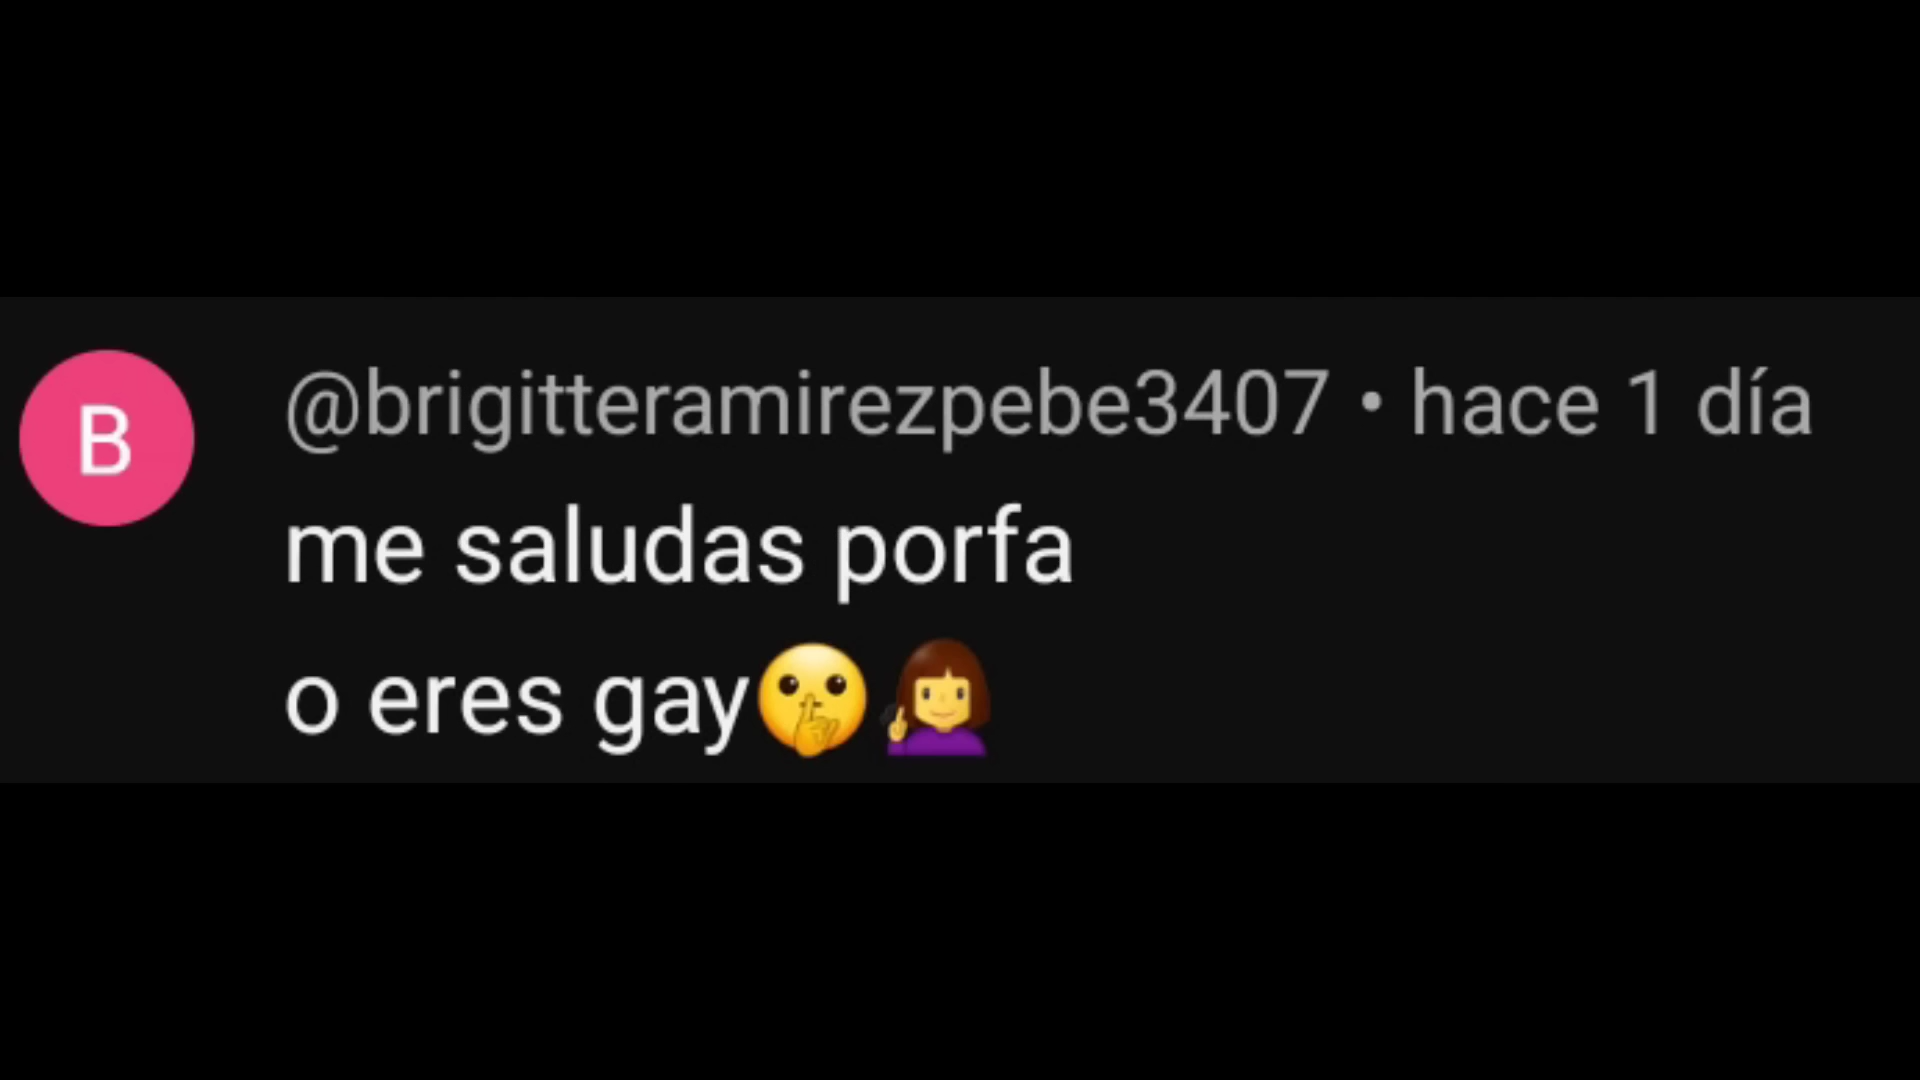 B
@brigitteramirezpebe3407 • hace 1 día
me saludas porfa
o eres gay🤫🧏‍♀️